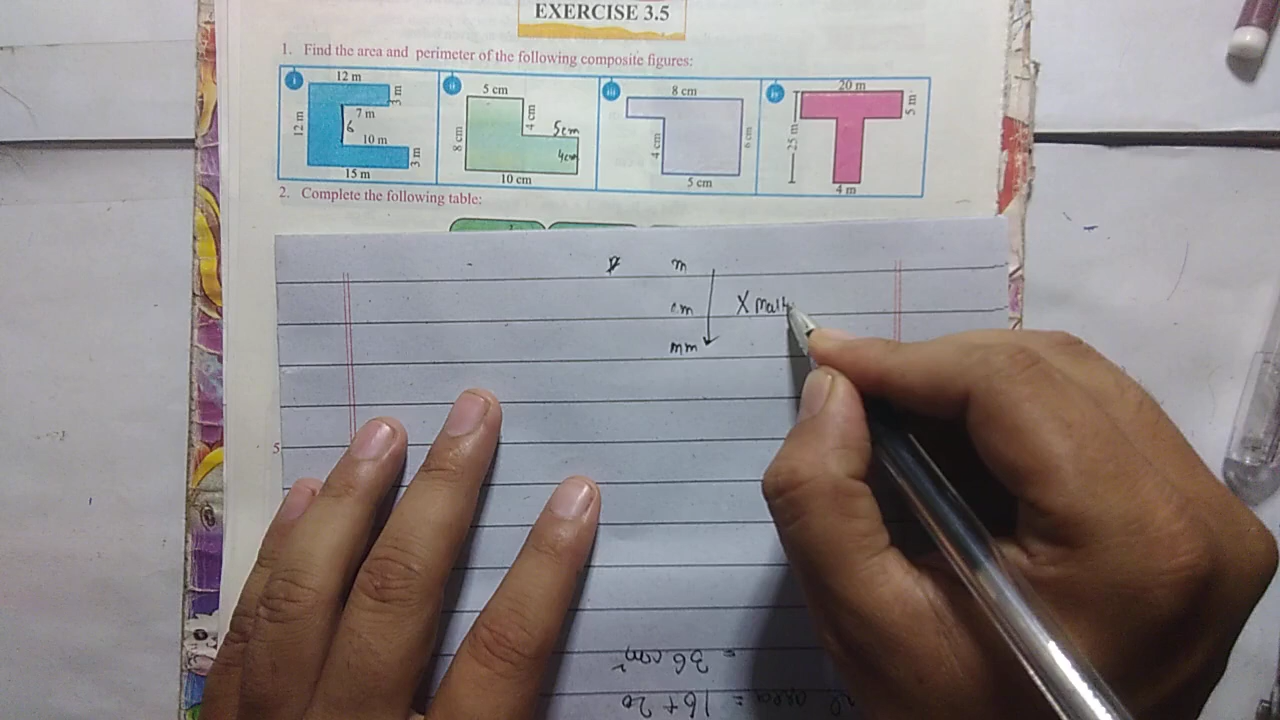 EXERCISE 3.5
1. Find the area and perimeter of the following composite figures:
i
12 m
3 m
7 m
12 m
6
10 m
3 m
15 m
ii
5 cm
4 cm
8 cm
5cm
4cm
10 cm
iii
8 cm
4 cm
6 cm
5 cm
iv
20 m
5 m
25 m
4 m
2. Complete the following table:
m
cm
X
mm
5
= 36 cm²
area = 16 + 20